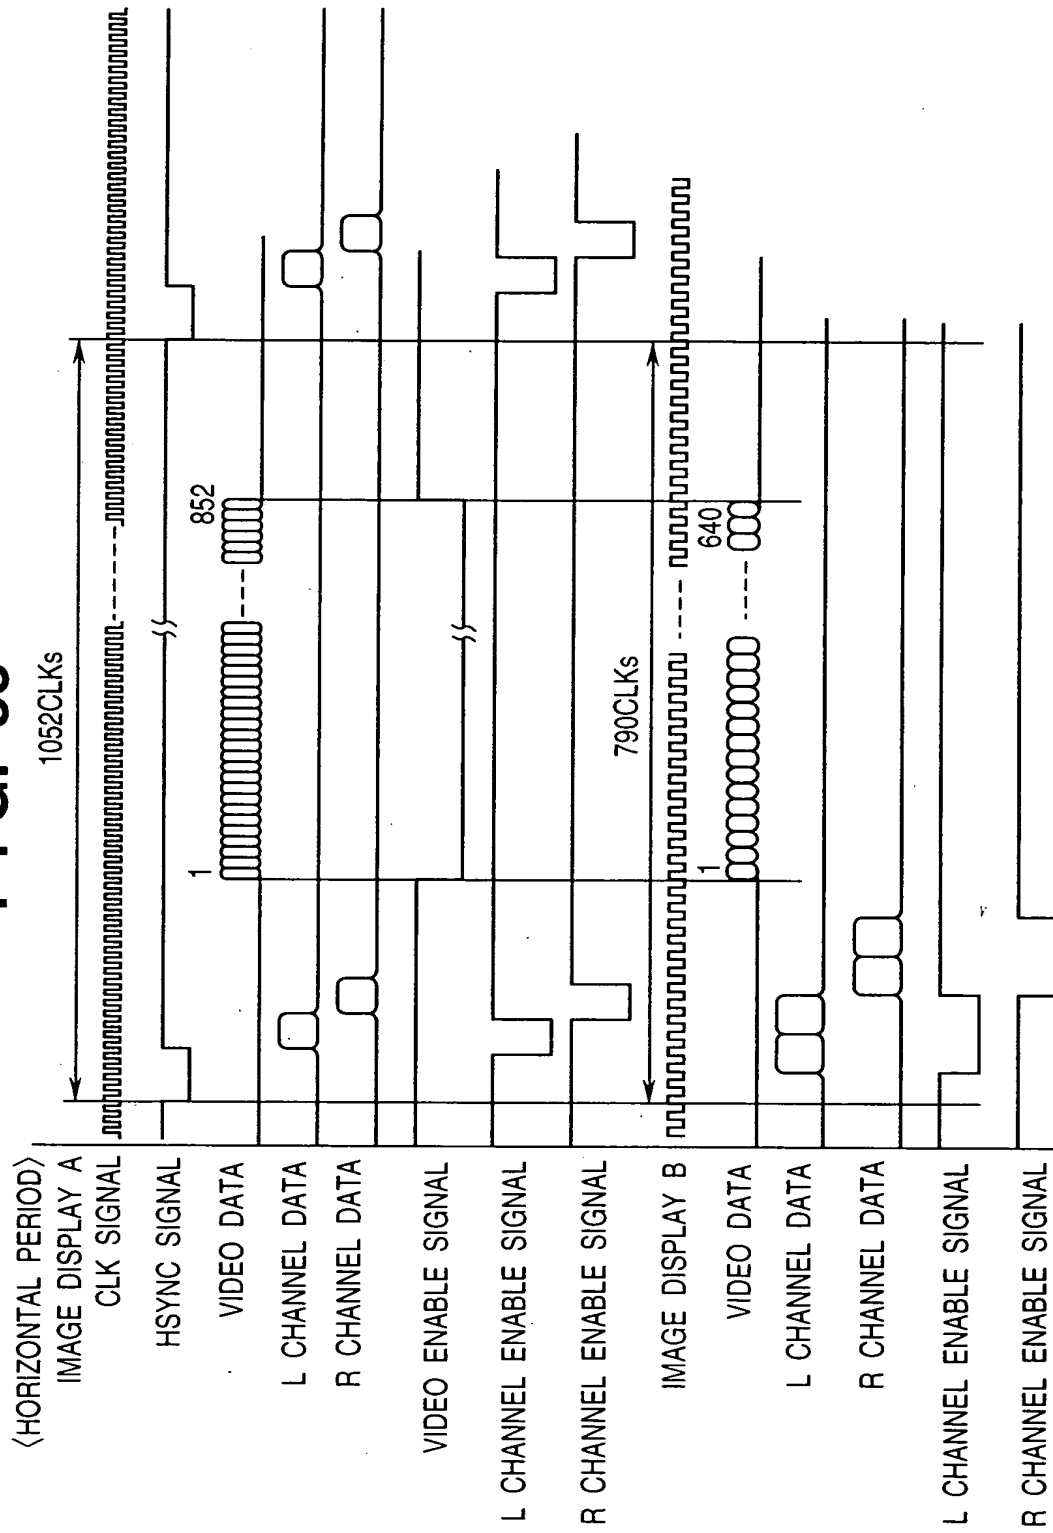 〈HORIZONTAL PERIOD〉
IMAGE DISPLAY A
1052CLKs
CLK SIGNAL
HSYNC SIGNAL
VIDEO DATA
1
852
L CHANNEL DATA
R CHANNEL DATA
VIDEO ENABLE SIGNAL
L CHANNEL ENABLE SIGNAL
R CHANNEL ENABLE SIGNAL
790CLKs
IMAGE DISPLAY B
VIDEO DATA
1
640
L CHANNEL DATA
R CHANNEL DATA
L CHANNEL ENABLE SIGNAL
R CHANNEL ENABLE SIGNAL